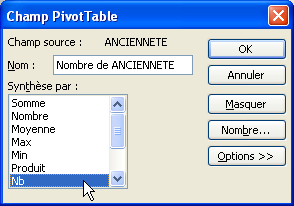 Champ PivotTable
Champ source : ANCIENNETE
Nom : Nombre de ANCIENNETE
Synthèse par :
Somme
Nombre
Moyenne
Max
Min
Produit
Nb
OK
Annuler
Masquer
Nombre...
Options >>